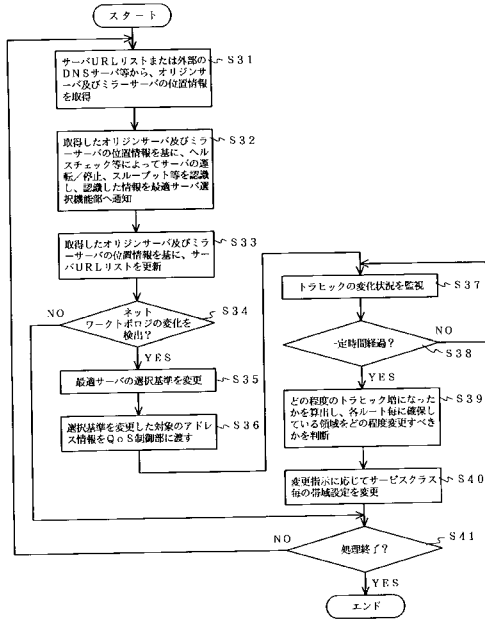 スタート
サーバURLリストまたは外部の
DNSサーバ等から、オリジンサ
ーバ及びミラーサーバの位置情報
を取得
S31
取得したオリジンサーバ及びミラ
ーサーバの位置情報を基に、ヘル
スチェック等によってサーバの運
転/停止、スループット等を認識
し、認識した情報を最適サーバ選
択機能部へ通知
S32
取得したオリジンサーバ及びミラ
ーサーバの位置情報を基に、サー
バURLリストを更新
S33
ネット
ワークトポロジの変化を
検出?
S34
NO
YES
最適サーバの選択基準を変更
S35
選択基準を変更した対象のアドレ
ス情報をQoS制御部に渡す
S36
トラヒックの変化状況を監視
S37
一定時間経過?
S38
NO
YES
どの程度のトラヒック増になった
かを算出し、各ルート毎に確保し
ている領域をどの程度変更すべき
かを判断
S39
変更指示に応じてサービスクラス
毎の帯域設定を変更
S40
処理終了?
S41
NO
YES
エンド